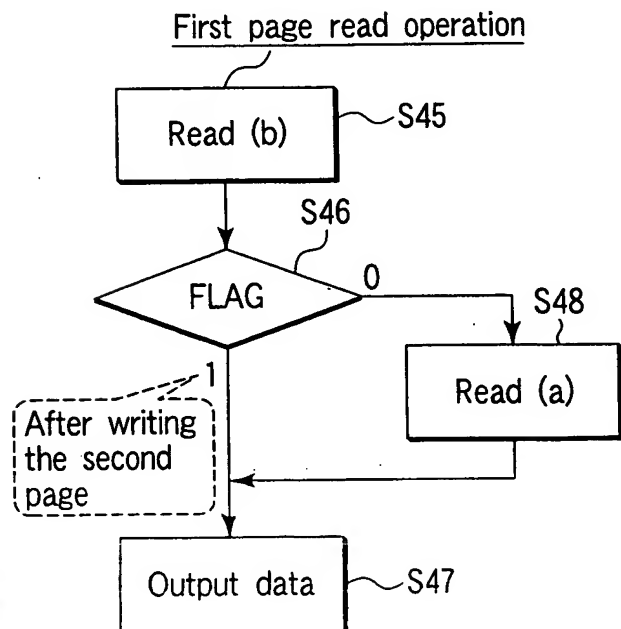 First page read operation
Read (b)
S45
S46
FLAG
0
S48
Read (a)
1
After writing
the second
page
Output data
S47